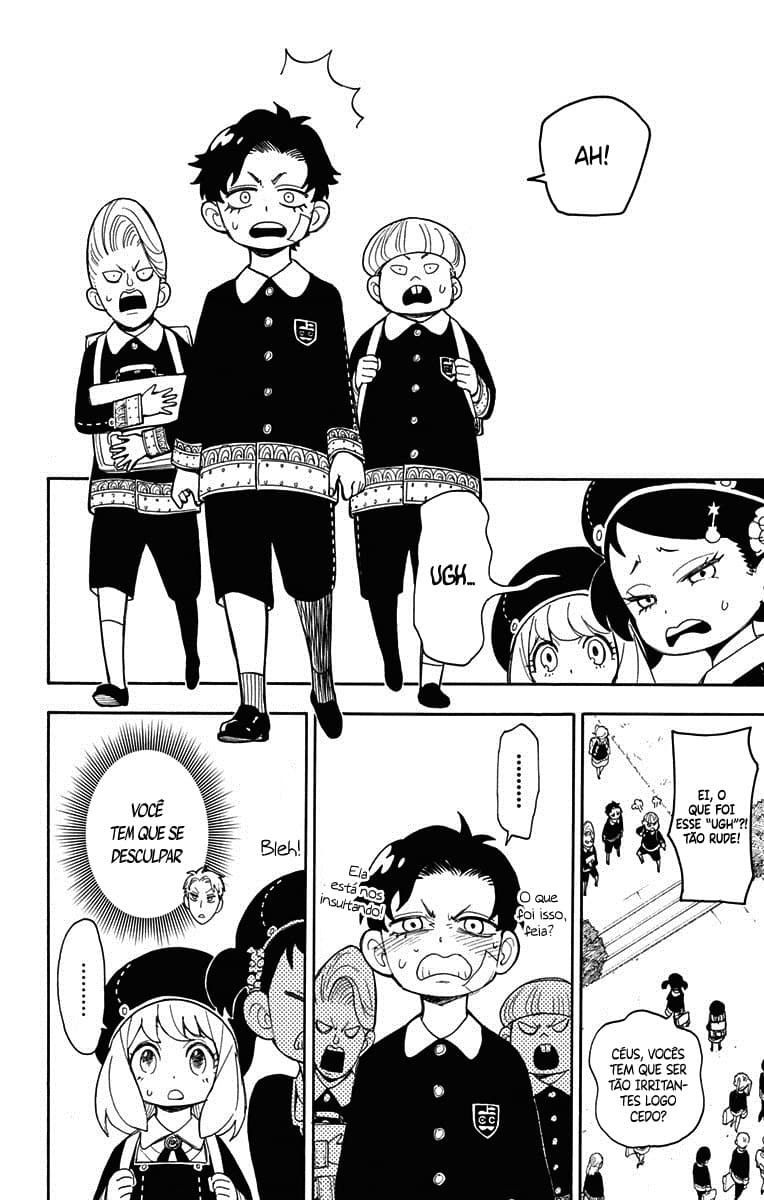 AH!
UGH...
EI, O
QUE FOI
ESSE "UGH"?!
TÃO RUDE!
CÉUS, VOCÊS
TEM QUE SER
TÃO IRRITAN-
TES LOGO
CEDO?
.........
O que
foi isso,
feia?
Ela
está nos
insultando!
Bleh!
VOCÊ
TEM QUE SE
DESCULPAR
........